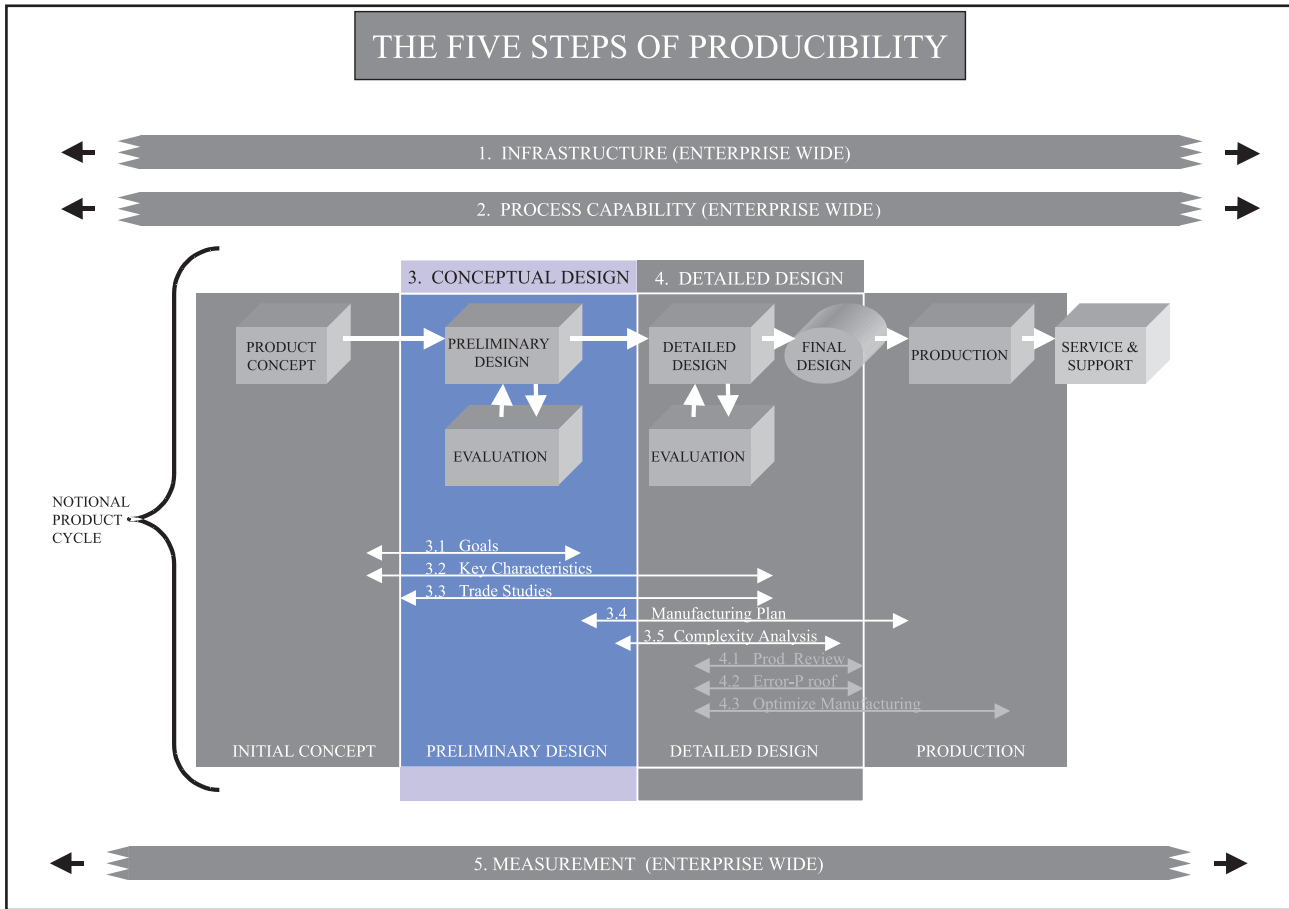 THE FIVE STEPS OF PRODUCIBILITY
1. INFRASTRUCTURE (ENTERPRISE WIDE)
2. PROCESS CAPABILITY (ENTERPRISE WIDE)
3. CONCEPTUAL DESIGN
4. DETAILED DESIGN
PRODUCT
CONCEPT
PRELIMINARY
DESIGN
DETAILED
DESIGN
FINAL
DESIGN
PRODUCTION
SERVICE &
SUPPORT
EVALUATION
EVALUATION
NOTIONAL
PRODUCT
CYCLE
3.1 Goals
3.2 Key Characteristics
3.3 Trade Studies
3.4 Manufacturing Plan
3.5 Complexity Analysis
4.1 Prod Review
4.2 Error-P roof
4.3 Optimize Manufacturing
INITIAL CONCEPT
PRELIMINARY DESIGN
DETAILED DESIGN
PRODUCTION
5. MEASUREMENT (ENTERPRISE WIDE)